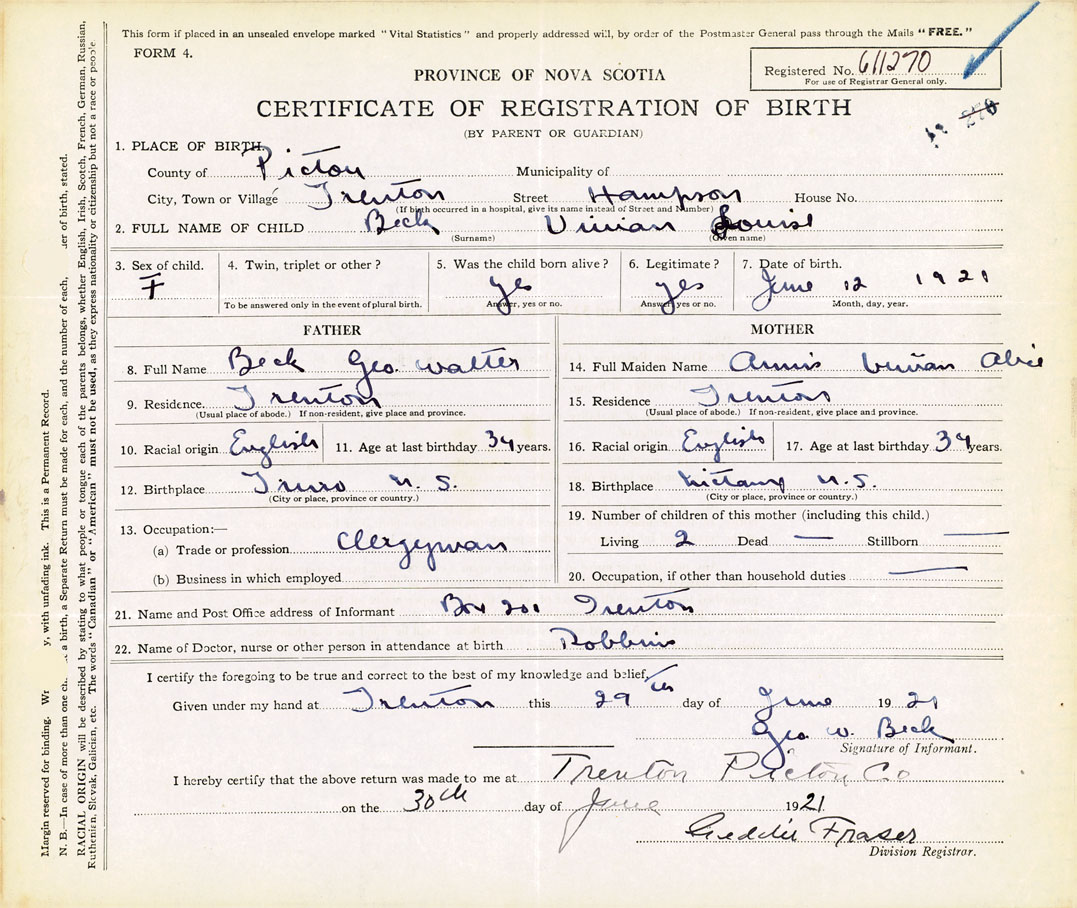 This form if placed in an unsealed envelope marked "Vital Statistics" and properly addressed will, by order of the Postmaster General pass through the Mails "FREE."
FORM 4.
Registered No. 611270
For use of Registrar General only.
PROVINCE OF NOVA SCOTIA
CERTIFICATE OF REGISTRATION OF BIRTH
(BY PARENT OR GUARDIAN)
270
1. PLACE OF BIRTH.
County of Pictou Municipality of
City, Town or Village Trenton Street Hampson House No.
(If birth occurred in a hospital, give its name instead of Street and Number)
2. FULL NAME OF CHILD Beck Vivian Louise
(Surname) (Given name)
3. Sex of child. 4. Twin, triplet or other? 5. Was the child born alive? 6. Legitimate? 7. Date of birth.
F yes yes June 12 1921
To be answered only in the event of plural birth. Answer, yes or no. Answer, yes or no. Month, day, year.
FATHER
8. Full Name Beck Geo. Walter
9. Residence. Trenton
(Usual place of abode.) If non-resident, give place and province.
10. Racial origin English 11. Age at last birthday 34 years.
12. Birthplace Truro N. S.
(City or place, province or country.)
13. Occupation:—
(a) Trade or profession Clergyman
(b) Business in which employed
MOTHER
14. Full Maiden Name Annis Vivian Alice
15. Residence Trenton
(Usual place of abode.) If non-resident, give place and province.
16. Racial origin English 17. Age at last birthday 34 years.
18. Birthplace Nictaux N. S.
(City or place, province or country.)
19. Number of children of this mother (including this child.)
Living 2 Dead — Stillborn —
20. Occupation, if other than household duties —
21. Name and Post Office address of Informant Box 201 Trenton
22. Name of Doctor, nurse or other person in attendance at birth Robbins
I certify the foregoing to be true and correct to the best of my knowledge and belief,
Given under my hand at Trenton this 29th day of June 1921
Geo. W. Beck
Signature of Informant.
I hereby certify that the above return was made to me at Trenton Pictou Co
on the 30th day of June 1921
Geddie Fraser
Division Registrar.
Margin reserved for binding. Wr y, with unfading ink. This is a Permanent Record.
N. B.—In case of more than one ch a birth, a Separate Return must be made for each, and the number of each, der of birth, stated.
RACIAL ORIGIN will be described by stating to what people or tongue each of the parents belongs, whether English, Irish, Scotch, French, German, Russian,
Ruthenian, Slovak, Galician, etc. The words "Canadian" or "American" must not be used, as they express nationality or citizenship but not a race or people